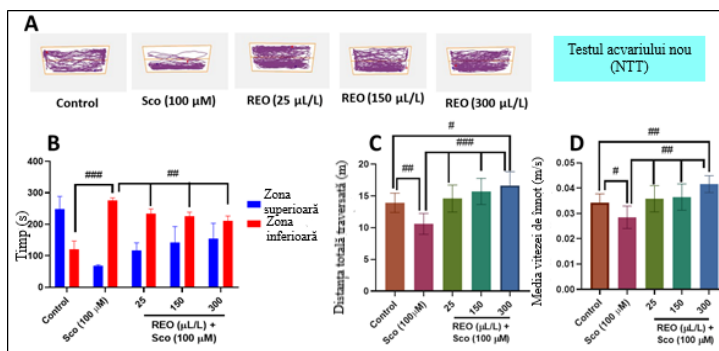 A
Testul acvariului nou
(NTT)
Control
Sco (100 µM)
REO (25 µL/L)
REO (150 µL/L)
REO (300 µL/L)
B
###
##
400
300
200
100
0
Timp (s)
Zona
superioară
Zona
inferioară
Control
Sco (100 µM)
25
150
300
REO (µL/L) +
Sco (100 µM)
C
#
###
##
20
15
10
5
0
Distanța totală traversată (m)
Control
Sco (100 µM)
25
150
300
REO (µL/L) +
Sco (100 µM)
D
##
##
#
0.05
0.04
0.03
0.02
0.01
0.00
Media vitezei de înnot (m/s)
Control
Sco (100 µM)
25
150
300
REO (µL/L) +
Sco (100 µM)